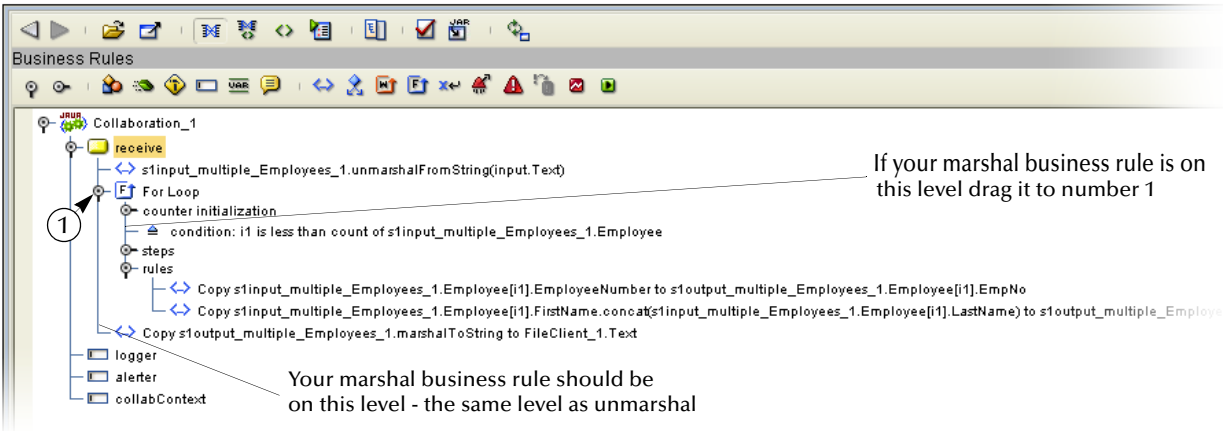 JAR
Business Rules
VAR
JAVA Collaboration_1
receive
s1input_multiple_Employees_1.unmarshalFromString(input.Text)
For Loop
If your marshal business rule is on
this level drag it to number 1
1
counter initialization
condition: i1 is less than count of s1input_multiple_Employees_1.Employee
steps
rules
Copy s1input_multiple_Employees_1.Employee[i1].EmployeeNumber to s1output_multiple_Employees_1.Employee[i1].EmpNo
Copy s1input_multiple_Employees_1.Employee[i1].FirstName.concat(s1input_multiple_Employees_1.Employee[i1].LastName) to s1output_multiple_Employe
Copy s1output_multiple_Employees_1.marshalToString to FileClient_1.Text
logger
alerter
collabContext
Your marshal business rule should be
on this level - the same level as unmarshal